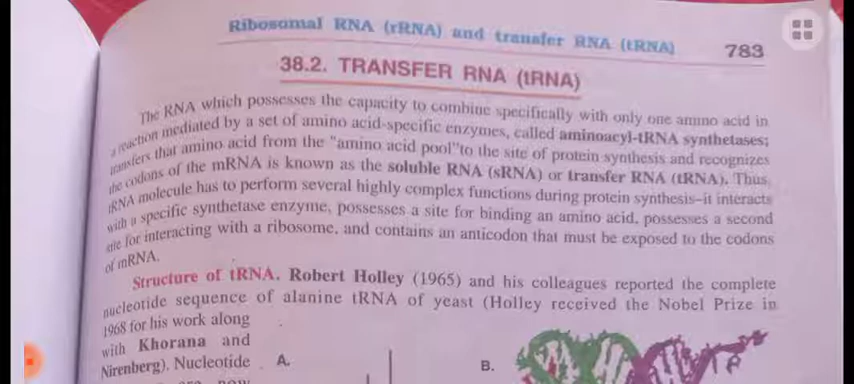 Ribosomal RNA (rRNA) and transfer RNA (tRNA) 783
38.2. TRANSFER RNA (tRNA)
The RNA which possesses the capacity to combine specifically with only one amino acid in
a reaction mediated by a set of amino acid-specific enzymes, called aminoacyl-tRNA synthetases;
transfers that amino acid from the "amino acid pool" to the site of protein synthesis and recognizes
the codons of the mRNA is known as the soluble RNA (sRNA) or transfer RNA (tRNA). Thus,
tRNA molecule has to perform several highly complex functions during protein synthesis–it interacts
with a specific synthetase enzyme, possesses a site for binding an amino acid, possesses a second
site for interacting with a ribosome, and contains an anticodon that must be exposed to the codons
of mRNA.
Structure of tRNA. Robert Holley (1965) and his colleagues reported the complete
nucleotide sequence of alanine tRNA of yeast (Holley received the Nobel Prize in
1968 for his work along
with Khorana and
Nirenberg). Nucleotide
A.
B.